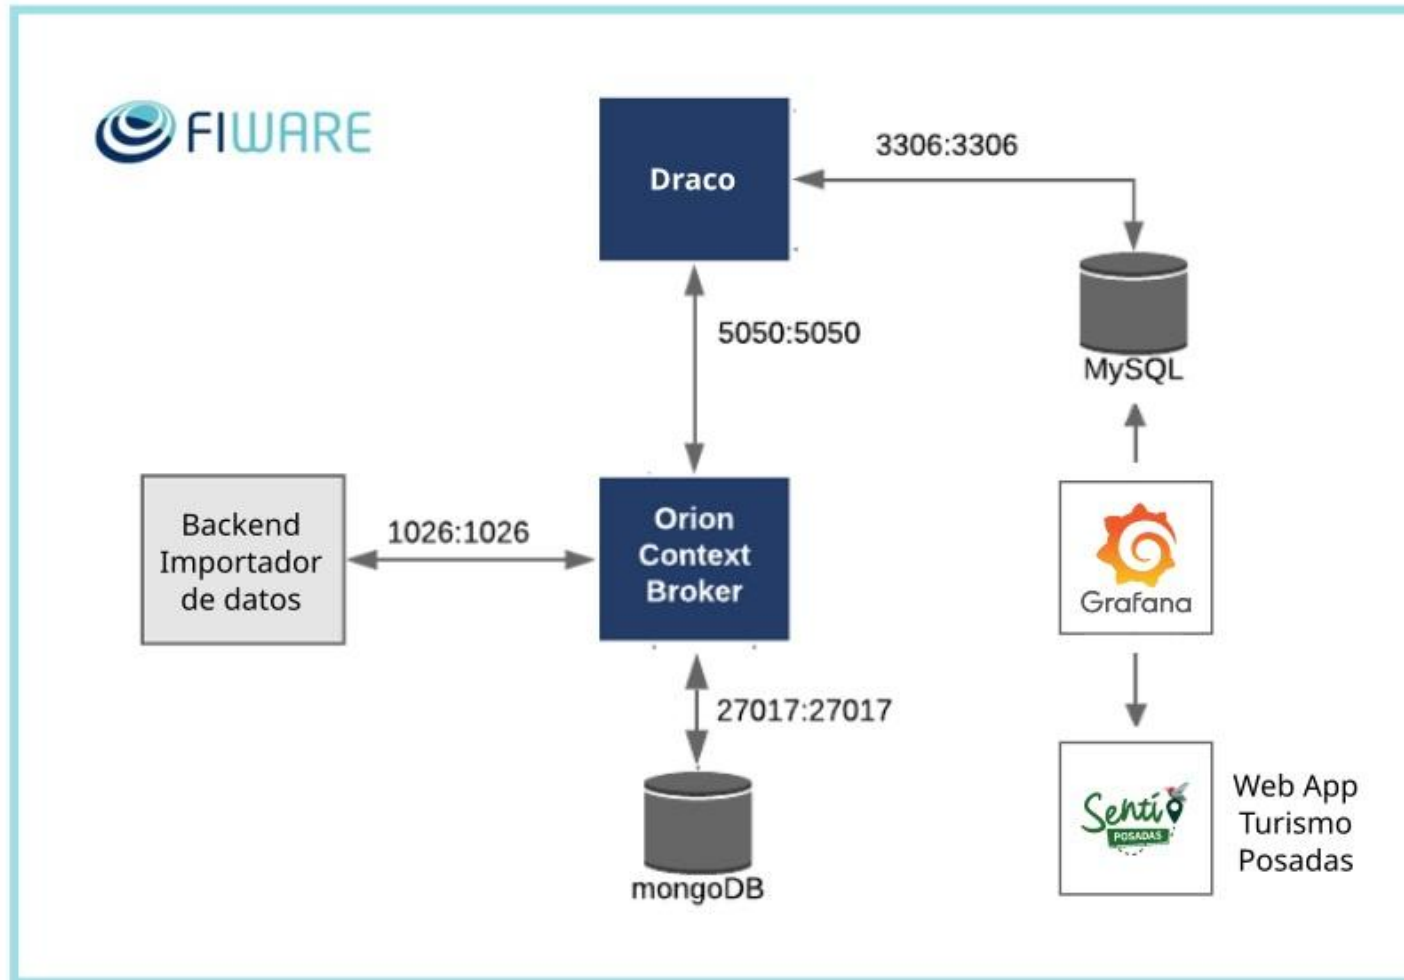 FIWARE
Draco
3306:3306
5050:5050
MySQL
Backend
Importador
de datos
1026:1026
Orion
Context
Broker
Grafana
27017:27017
mongoDB
Sentí
POSADAS
Web App
Turismo
Posadas